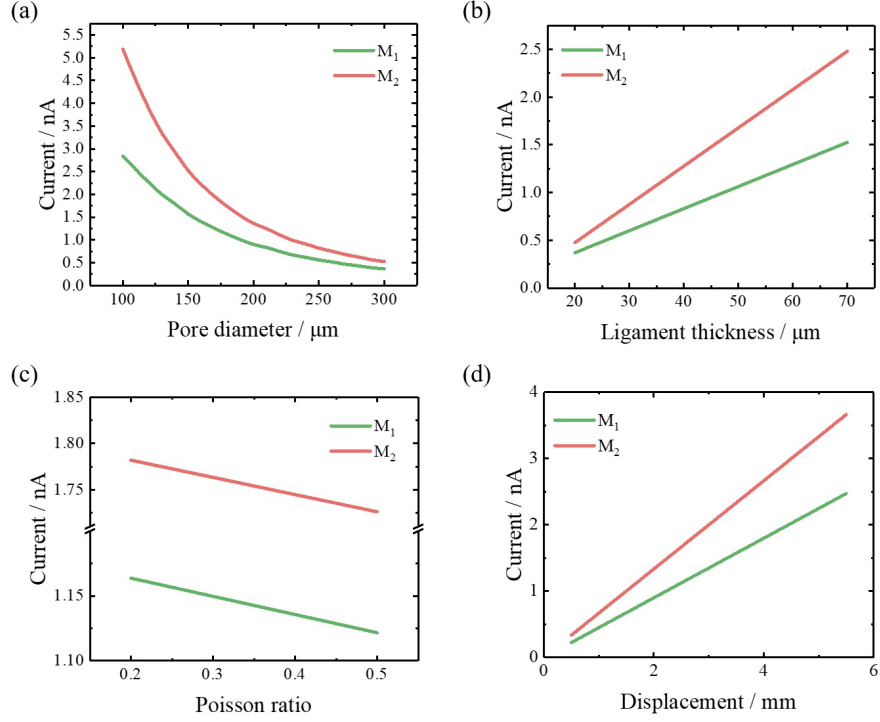 (a)
Current / nA
5.5
5.0
4.5
4.0
3.5
3.0
2.5
2.0
1.5
1.0
0.5
0.0
M₁
M₂
100 150 200 250 300
Pore diameter / μm
(b)
Current / nA
2.5
2.0
1.5
1.0
0.5
0.0
M₁
M₂
20 30 40 50 60 70
Ligament thickness / μm
(c)
Current / nA
1.85
1.80
1.75
1.15
1.10
M₁
M₂
0.2 0.3 0.4 0.5
Poisson ratio
(d)
Current / nA
4
3
2
1
0
M₁
M₂
0 2 4 6
Displacement / mm